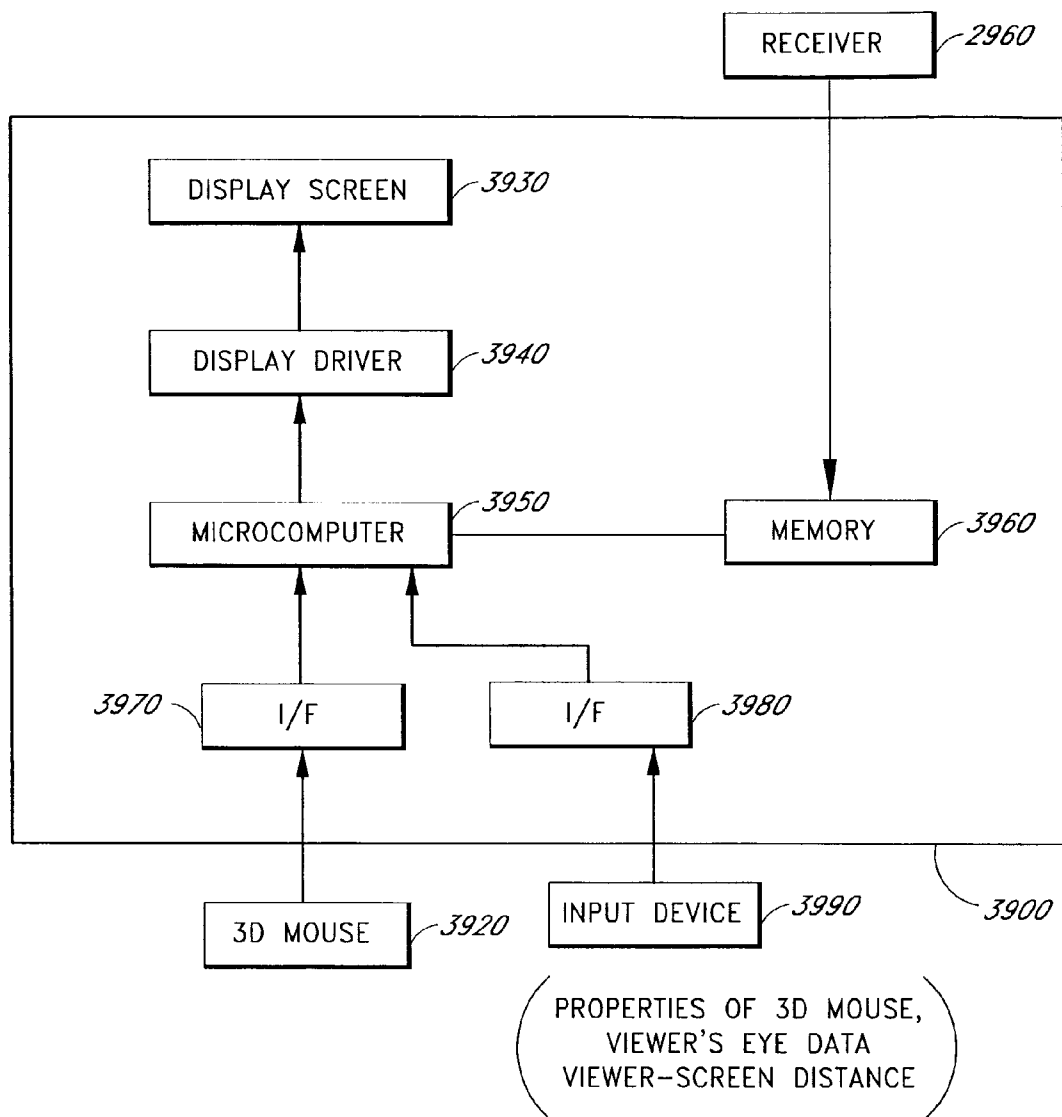 RECEIVER 2960
DISPLAY SCREEN 3930
DISPLAY DRIVER 3940
MICROCOMPUTER 3950
MEMORY 3960
3970 I/F
I/F 3980
3D MOUSE 3920
INPUT DEVICE 3990
3900
(PROPERTIES OF 3D MOUSE,
VIEWER'S EYE DATA
VIEWER-SCREEN DISTANCE)